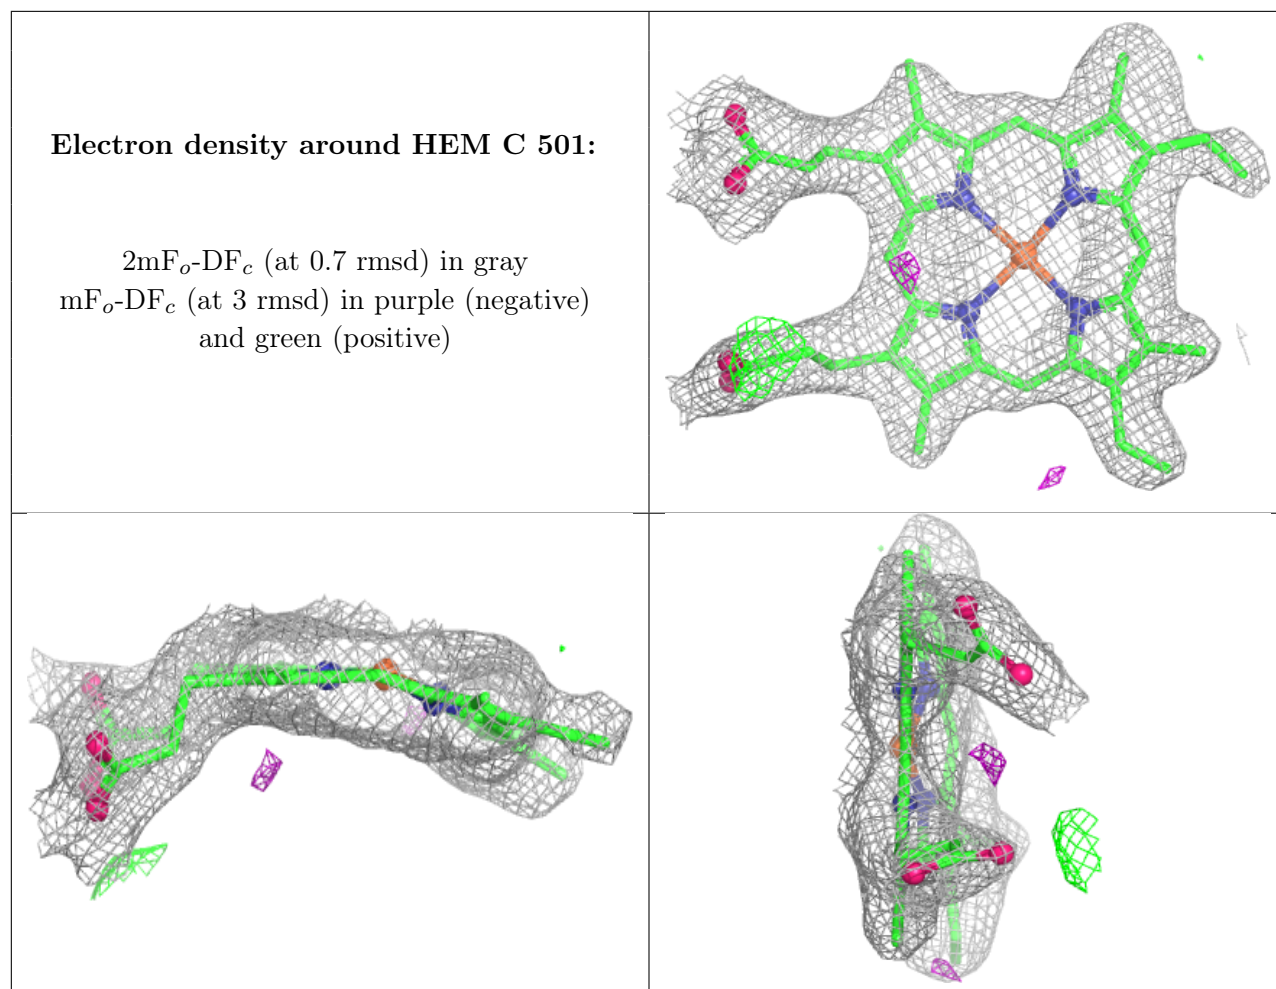 Electron density around HEM C 501:
2mFo-DFc (at 0.7 rmsd) in gray
mFo-DFc (at 3 rmsd) in purple (negative)
and green (positive)